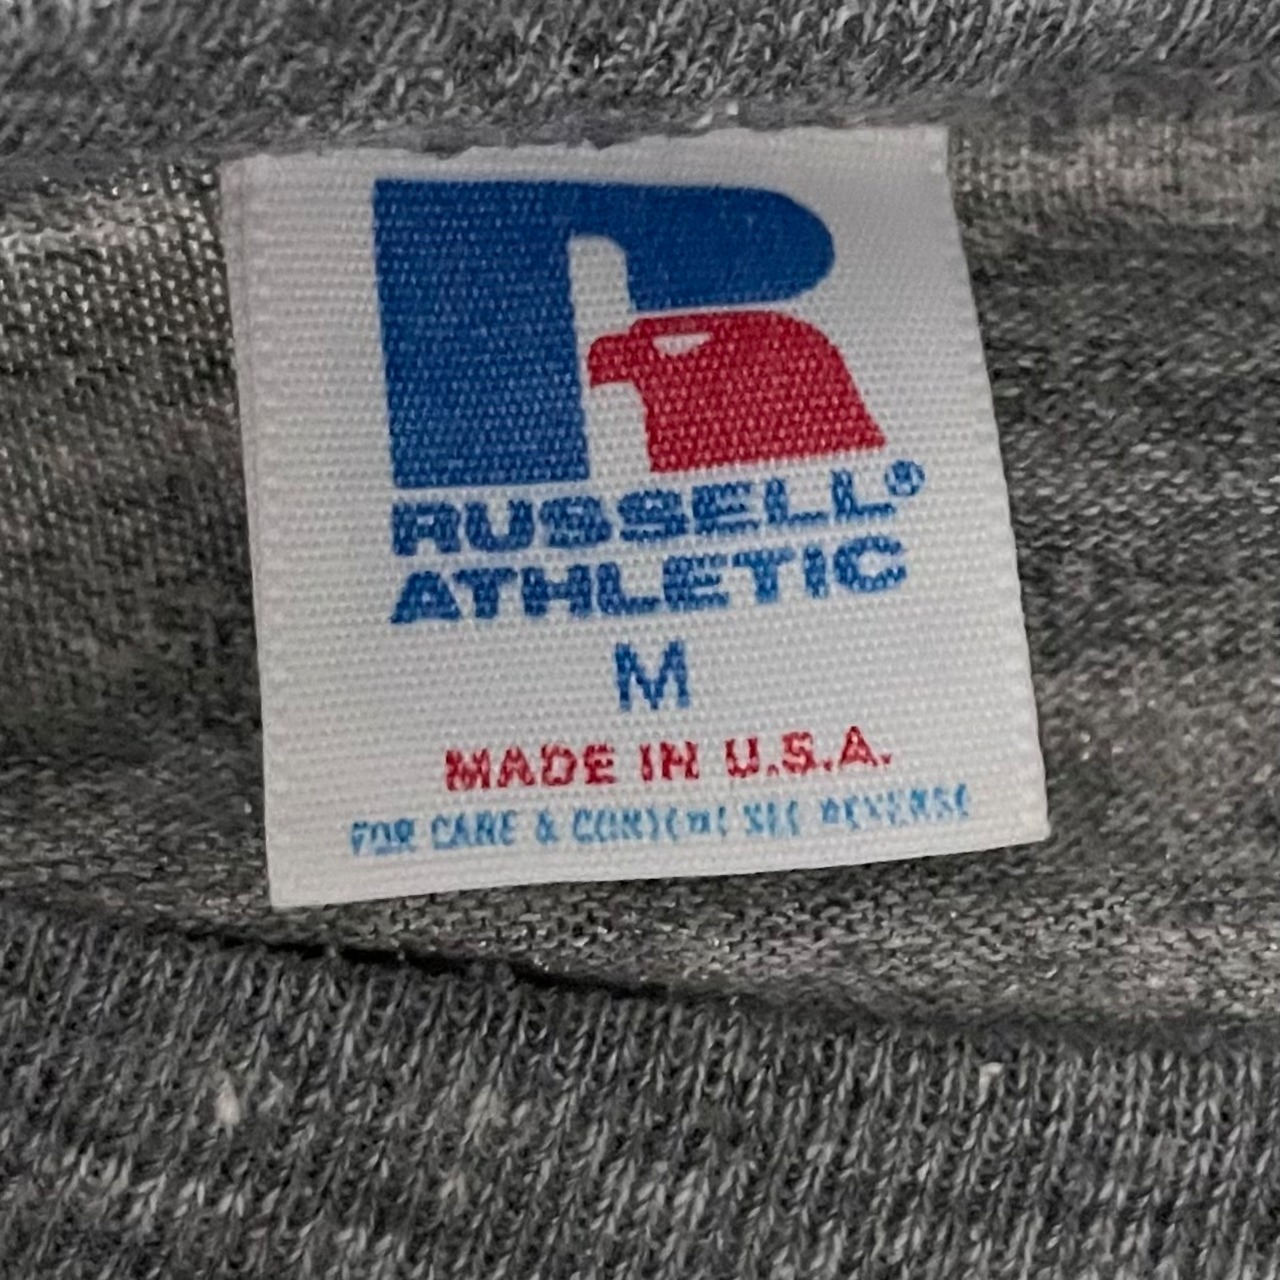 RUSSELL®
ATHLETIC
M
MADE IN U.S.A.
FOR CARE & CONTENT SEE REVERSE